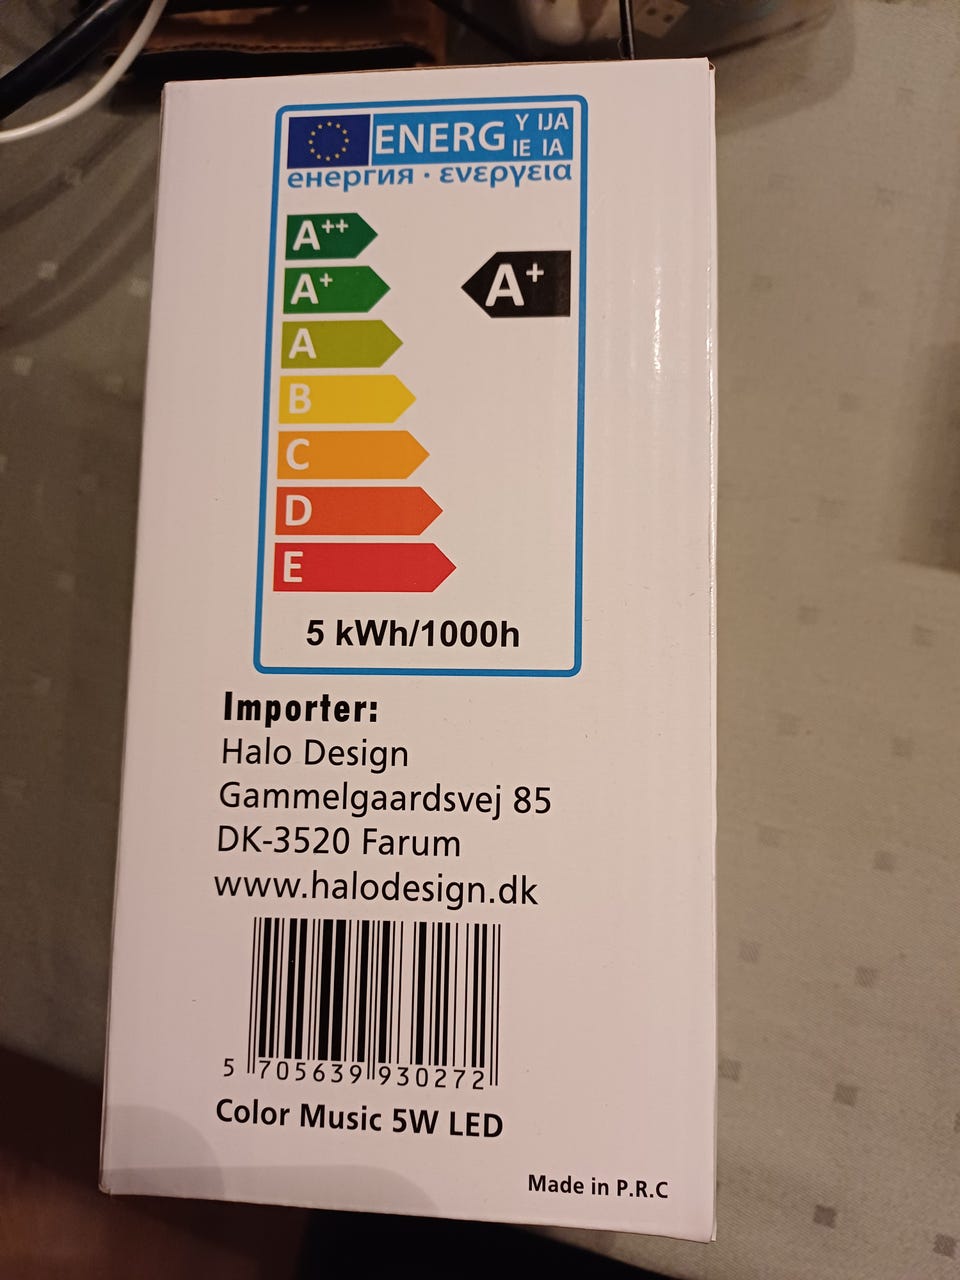 ENERG Y IJA
IE IA
енергия · ενεργεια
A++
A+
A+
A
B
C
D
E
5 kWh/1000h
Importer:
Halo Design
Gammelgaardsvej 85
DK-3520 Farum
www.halodesign.dk
5 705639 930272
Color Music 5W LED
Made in P.R.C